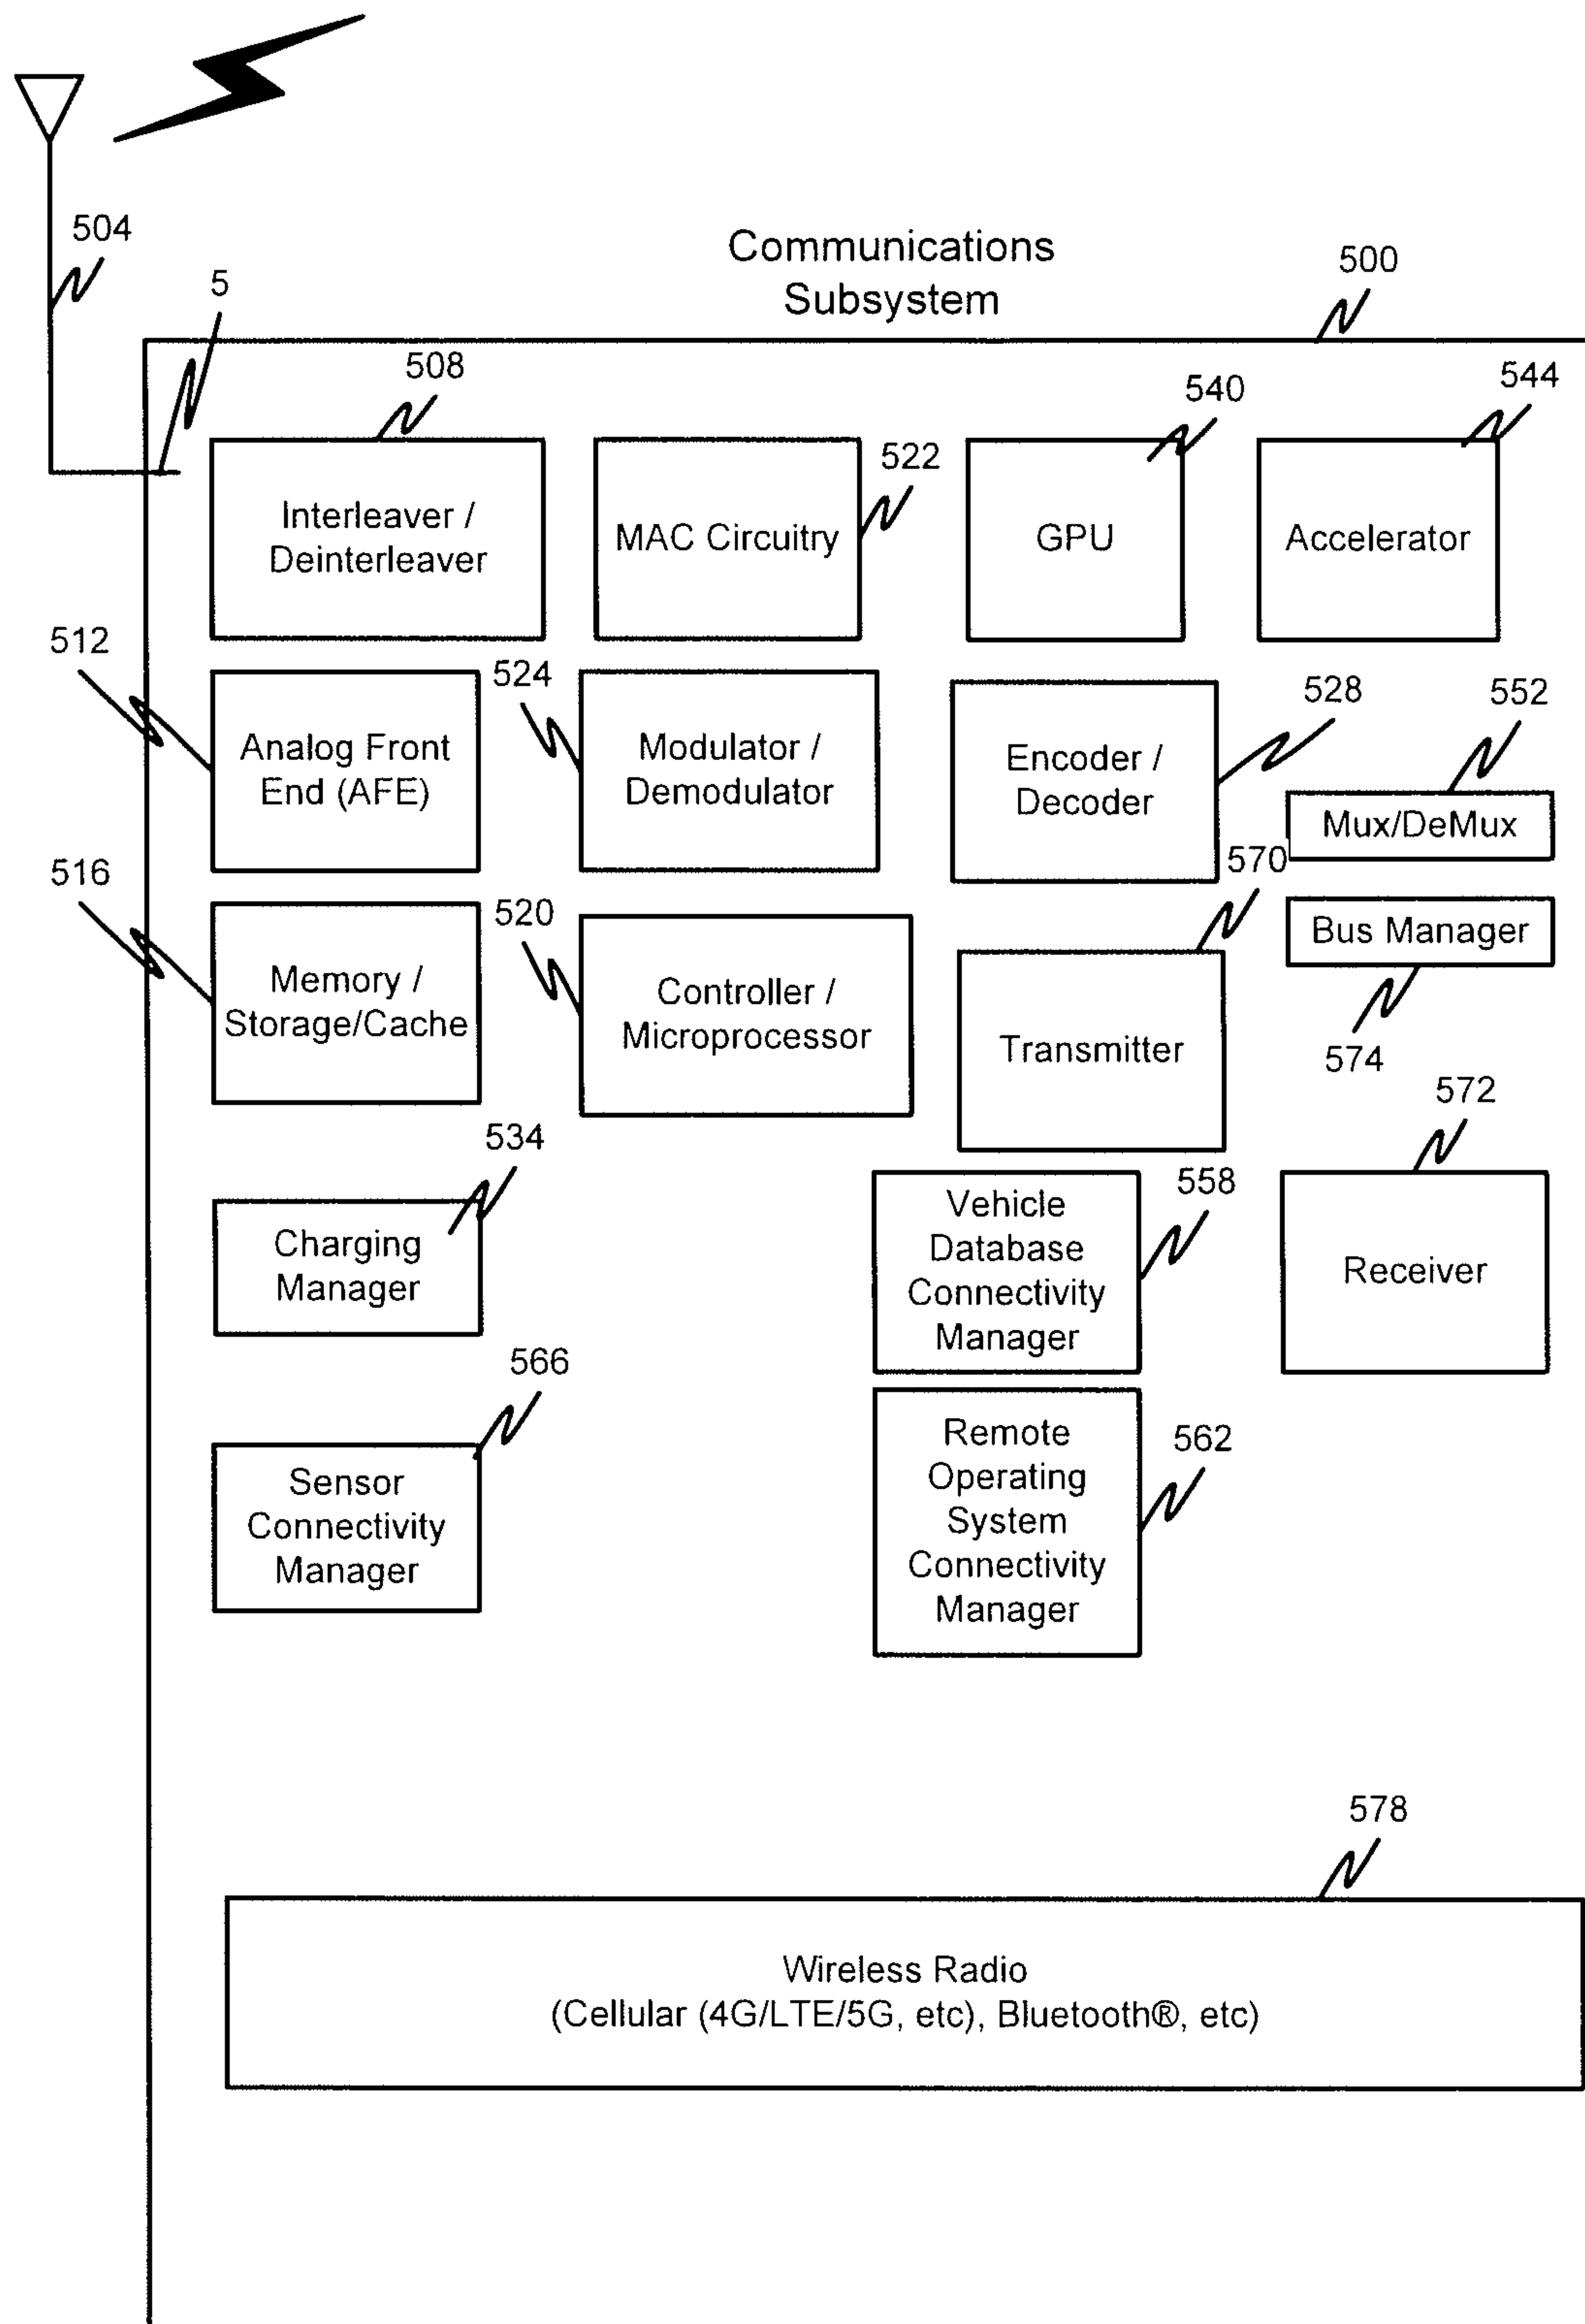 504
5
Communications
Subsystem
500
508
540
544
Interleaver /
Deinterleaver
MAC Circuitry
522
GPU
Accelerator
512
Analog Front
End (AFE)
524
Modulator /
Demodulator
Encoder /
Decoder
528
552
Mux/DeMux
516
Memory /
Storage/Cache
520
Controller /
Microprocessor
570
Transmitter
Bus Manager
574
572
534
Charging
Manager
Vehicle
Database
Connectivity
Manager
558
Receiver
566
Sensor
Connectivity
Manager
Remote
Operating
System
Connectivity
Manager
562
578
Wireless Radio
(Cellular (4G/LTE/5G, etc), Bluetooth®, etc)